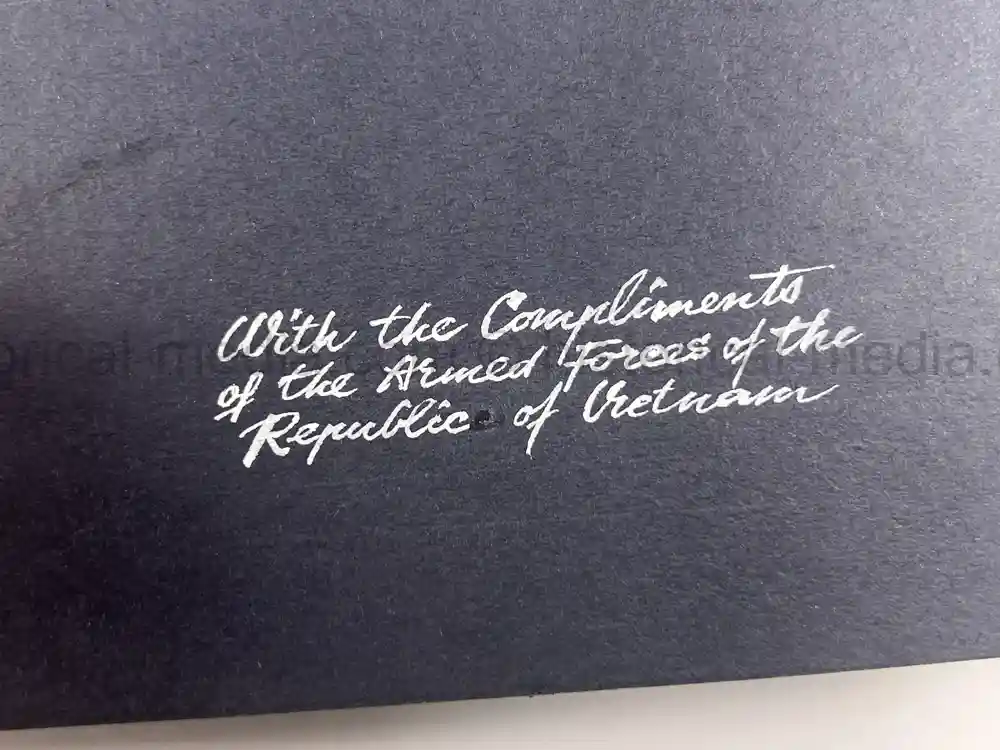 With the Compliments
of the Armed Forces of the
Republic of Vietnam